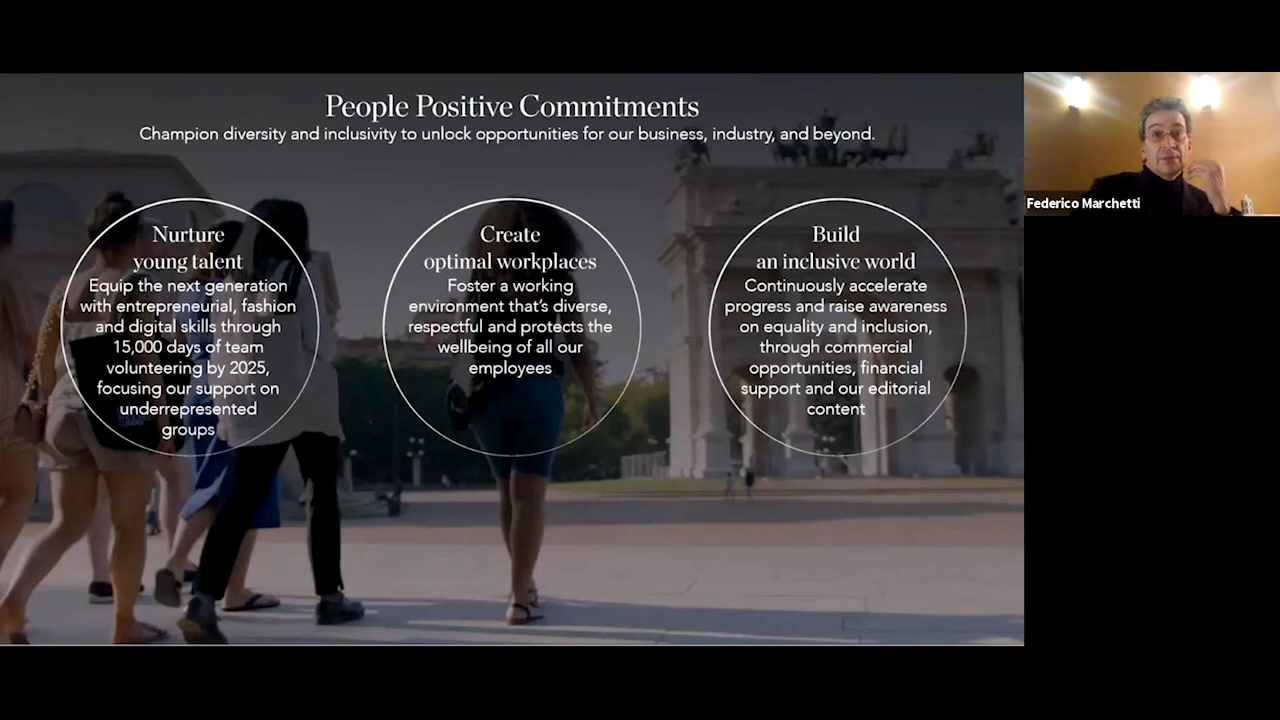 People Positive Commitments
Champion diversity and inclusivity to unlock opportunities for our business, industry, and beyond.
Nurture
young talent
Equip the next generation
with entrepreneurial, fashion
and digital skills through
15,000 days of team
volunteering by 2025,
focusing our support on
underrepresented
groups
Create
optimal workplaces
Foster a working
environment that's diverse,
respectful and protects the
wellbeing of all our
employees
Build
an inclusive world
Continuously accelerate
progress and raise awareness
on equality and inclusion,
through commercial
opportunities, financial
support and our editorial
content
Federico Marchetti